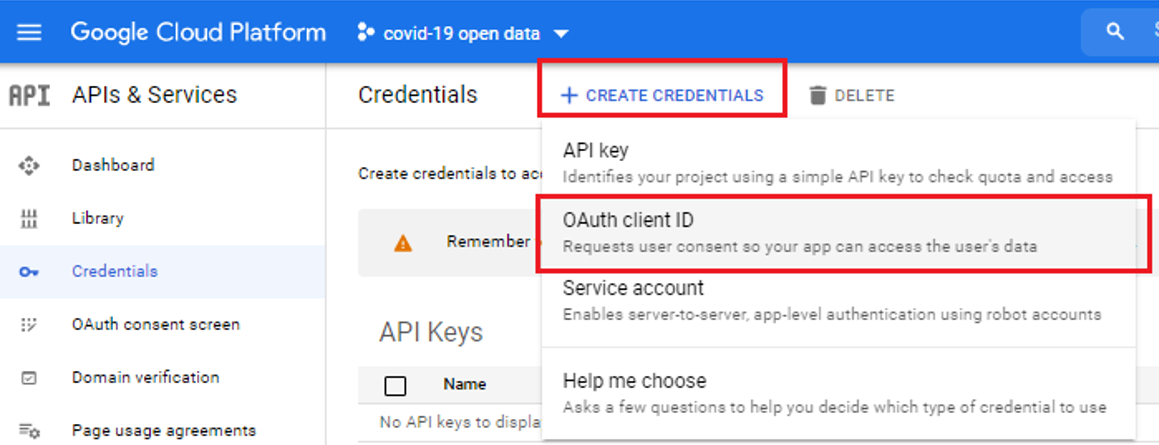 Google Cloud Platform
covid-19 open data
API
APIs & Services
Credentials
+ CREATE CREDENTIALS
DELETE
Dashboard
Library
Credentials
OAuth consent screen
Domain verification
Page usage agreements
Create credentials to acc
Remember
API Keys
Name
No API keys to displa
API key
Identifies your project using a simple API key to check quota and access
OAuth client ID
Requests user consent so your app can access the user's data
Service account
Enables server-to-server, app-level authentication using robot accounts
Help me choose
Asks a few questions to help you decide which type of credential to use